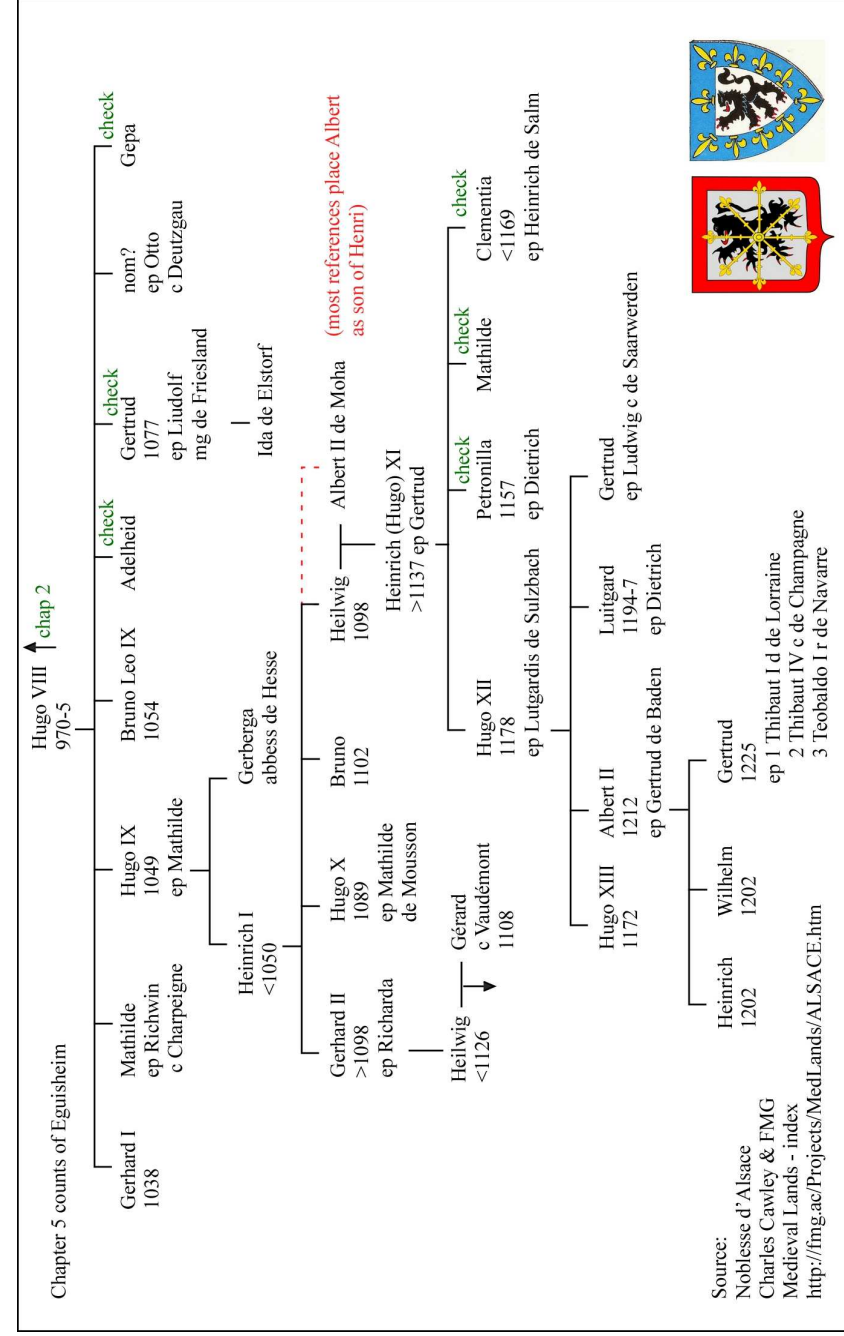 Chapter 5 counts of Eguisheim
Hugo VIII
970-5
chap 2
Gerhard I
1038
Mathilde
ep Richwin
c Charpeigne
Hugo IX
1049
ep Mathilde
Bruno Leo IX
1054
check
Adelheid
check
Gertrud
1077
ep Liudolf
mg de Friesland
nom?
ep Otto
c Deutzgau
check
Gepa
Heinrich I
<1050
Gerberga
abbess de Hesse
Ida de Elstorf
Gerhard II
>1098
ep Richarda
Hugo X
1089
ep Mathilde
de Mousson
Bruno
1102
Heilwig
1098
Albert II de Moha
(most references place Albert
as son of Henri)
Heilwig
<1126
Gérard
c Vaudémont
1108
Heinrich (Hugo) XI
>1137 ep Gertrud
Hugo XII
1178
ep Lutgardis de Sulzbach
check
Petronilla
1157
ep Dietrich
check
Mathilde
check
Clementia
<1169
ep Heinrich de Salm
Hugo XIII
1172
Albert II
1212
ep Gertrud de Baden
Luitgard
1194-7
ep Dietrich
Gertrud
ep Ludwig c de Saarwerden
Heinrich
1202
Wilhelm
1202
Gertrud
1225
ep 1 Thibaut I d de Lorraine
2 Thibaut IV c de Champagne
3 Teobaldo I r de Navarre
Source:
Noblesse d'Alsace
Charles Cawley & FMG
Medieval Lands - index
http://fmg.ac/Projects/MedLands/ALSACE.htm